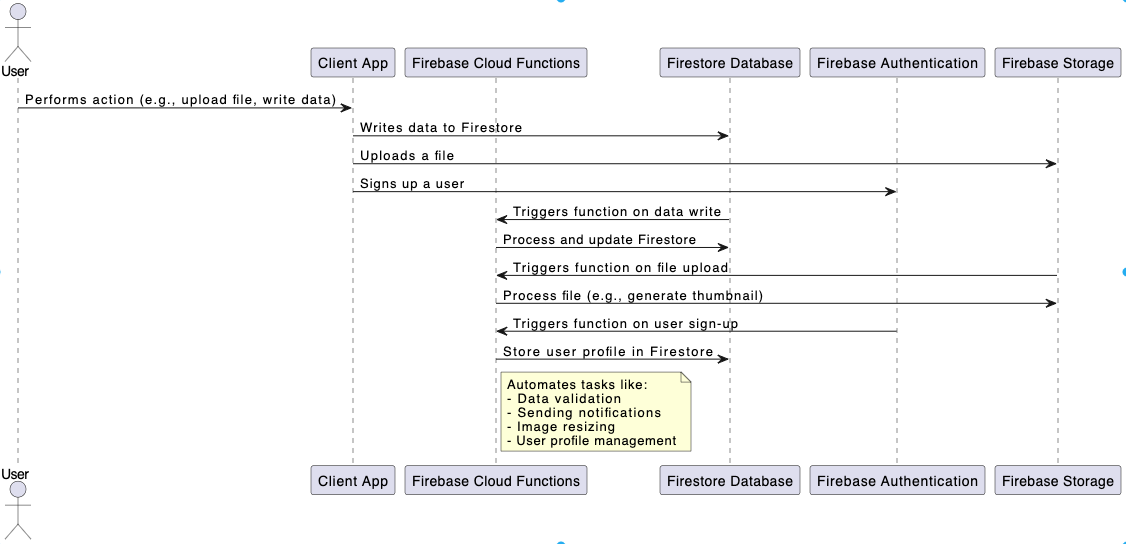 User
Client App
Firebase Cloud Functions
Firestore Database
Firebase Authentication
Firebase Storage
Performs action (e.g., upload file, write data)
Writes data to Firestore
Uploads a file
Signs up a user
Triggers function on data write
Process and update Firestore
Triggers function on file upload
Process file (e.g., generate thumbnail)
Triggers function on user sign-up
Store user profile in Firestore
Automates tasks like:
- Data validation
- Sending notifications
- Image resizing
- User profile management
User
Client App
Firebase Cloud Functions
Firestore Database
Firebase Authentication
Firebase Storage